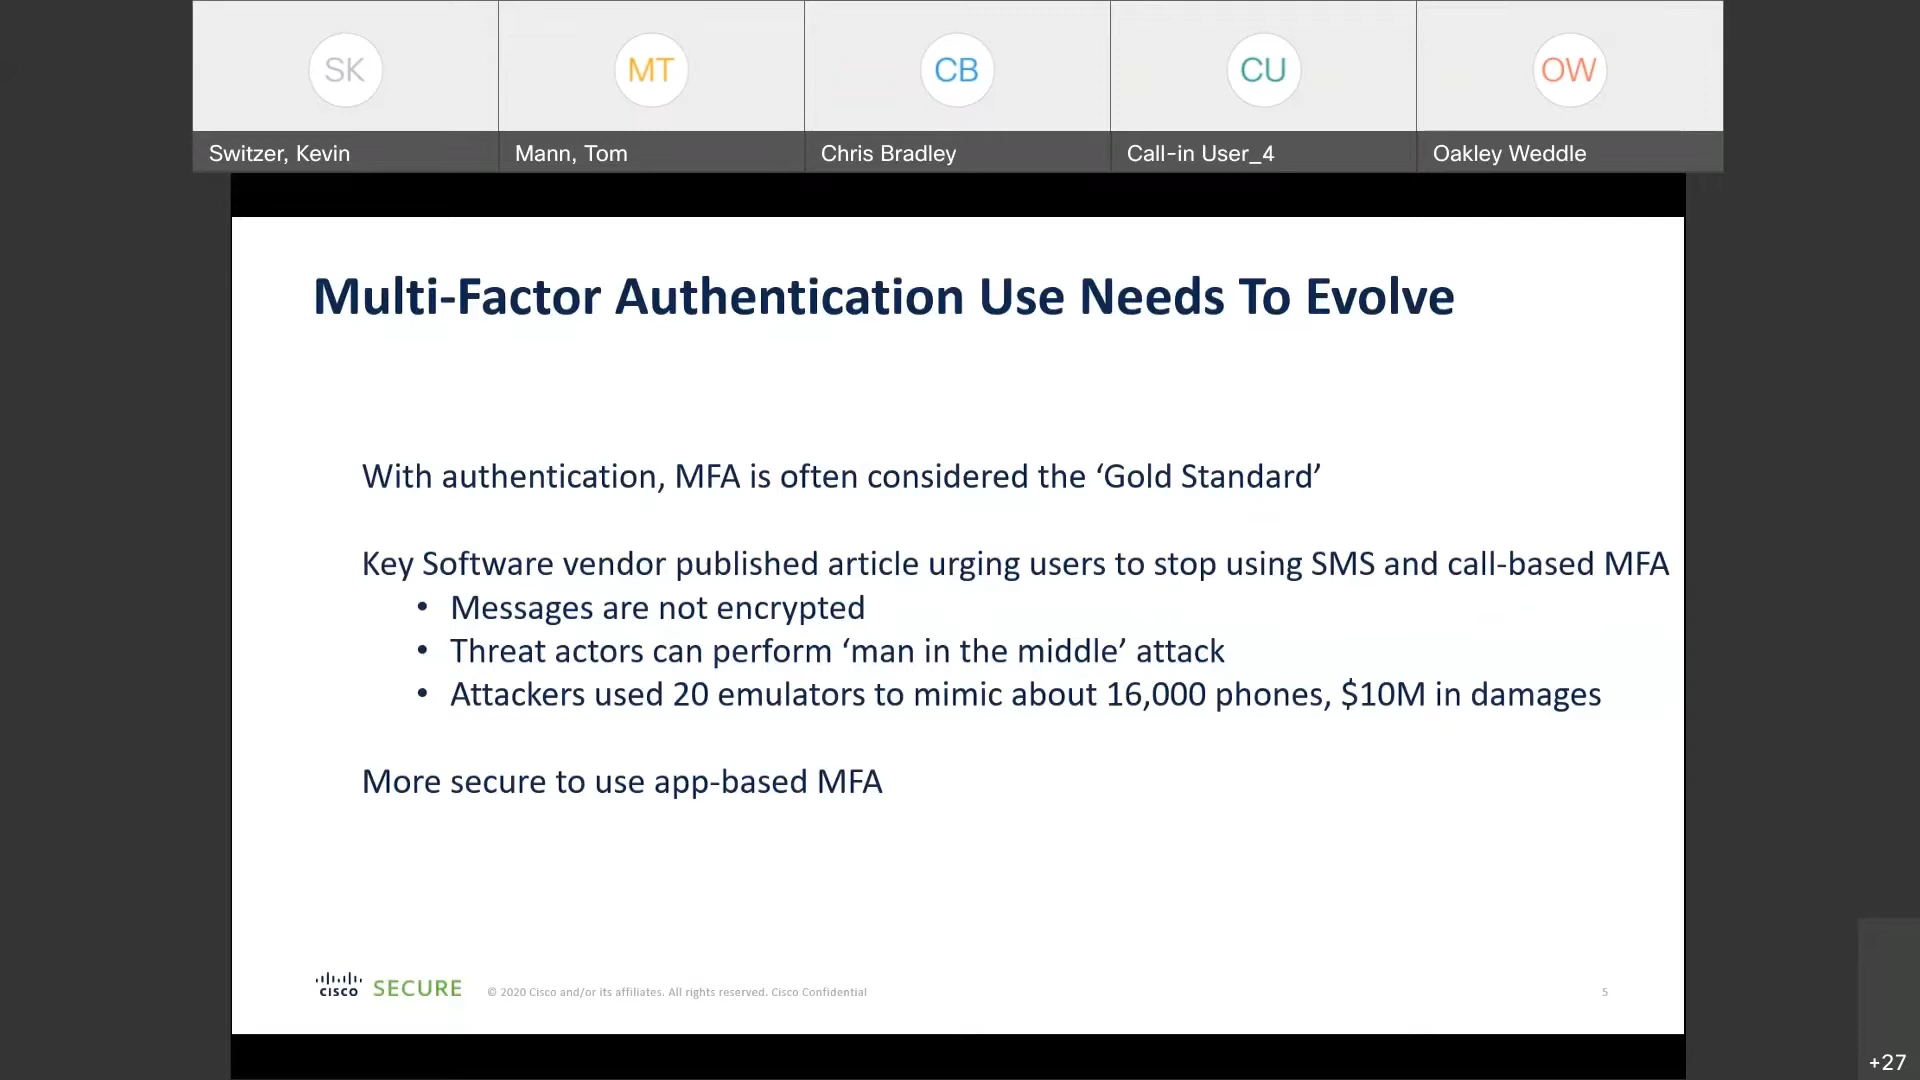 SK
MT
CB
CU
OW
Switzer, Kevin
Mann, Tom
Chris Bradley
Call-in User_4
Oakley Weddle
Multi-Factor Authentication Use Needs To Evolve
With authentication, MFA is often considered the ‘Gold Standard’
Key Software vendor published article urging users to stop using SMS and call-based MFA
• Messages are not encrypted
• Threat actors can perform ‘man in the middle’ attack
• Attackers used 20 emulators to mimic about 16,000 phones, $10M in damages
More secure to use app-based MFA
CISCO SECURE © 2020 Cisco and/or its affiliates. All rights reserved. Cisco Confidential 5
+27